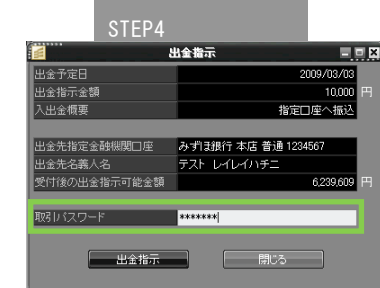 STEP4
出金指示
出金予定日 2009/03/03
出金指示金額 10,000 円
入出金概要 指定口座へ振込
出金先指定金融機関口座 みずほ銀行 本店 普通 1234567
出金先名義人名 テスト レイレイハチニ
受付後の出金指示可能金額 6,239,609 円
取引パスワード *******
出金指示 閉じる